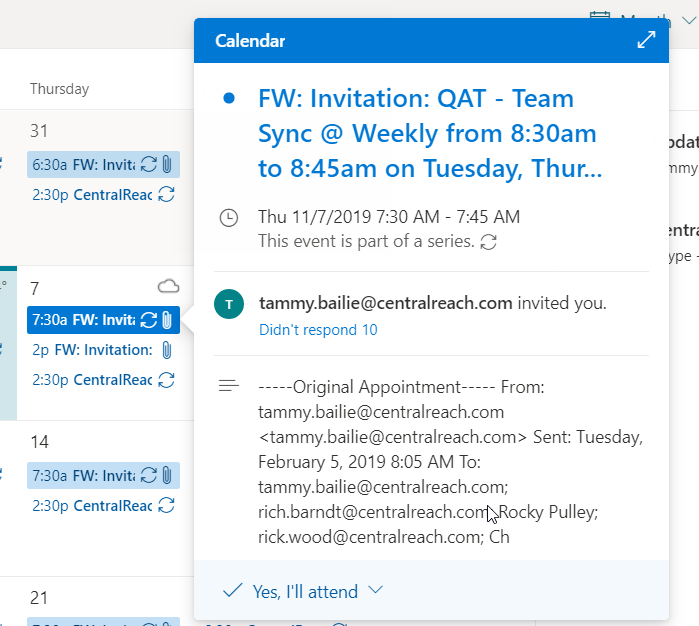 Month
Calendar
Thursday
31
6:30a FW: Invita
2:30p CentralReac
7
7:30a FW: Invita
2p FW: Invitation:
2:30p CentralReac
14
7:30a FW: Invita
2:30p CentralReac
21
FW: Invitation: QAT - Team
Sync @ Weekly from 8:30am
to 8:45am on Tuesday, Thur...
Thu 11/7/2019 7:30 AM - 7:45 AM
This event is part of a series.
T
tammy.bailie@centralreach.com invited you.
Didn't respond 10
-----Original Appointment----- From:
tammy.bailie@centralreach.com
<tammy.bailie@centralreach.com> Sent: Tuesday,
February 5, 2019 8:05 AM To:
tammy.bailie@centralreach.com;
rich.barndt@centralreach.com; Rocky Pulley;
rick.wood@centralreach.com; Ch
Yes, I'll attend
pdat
mmy
entra
ype -